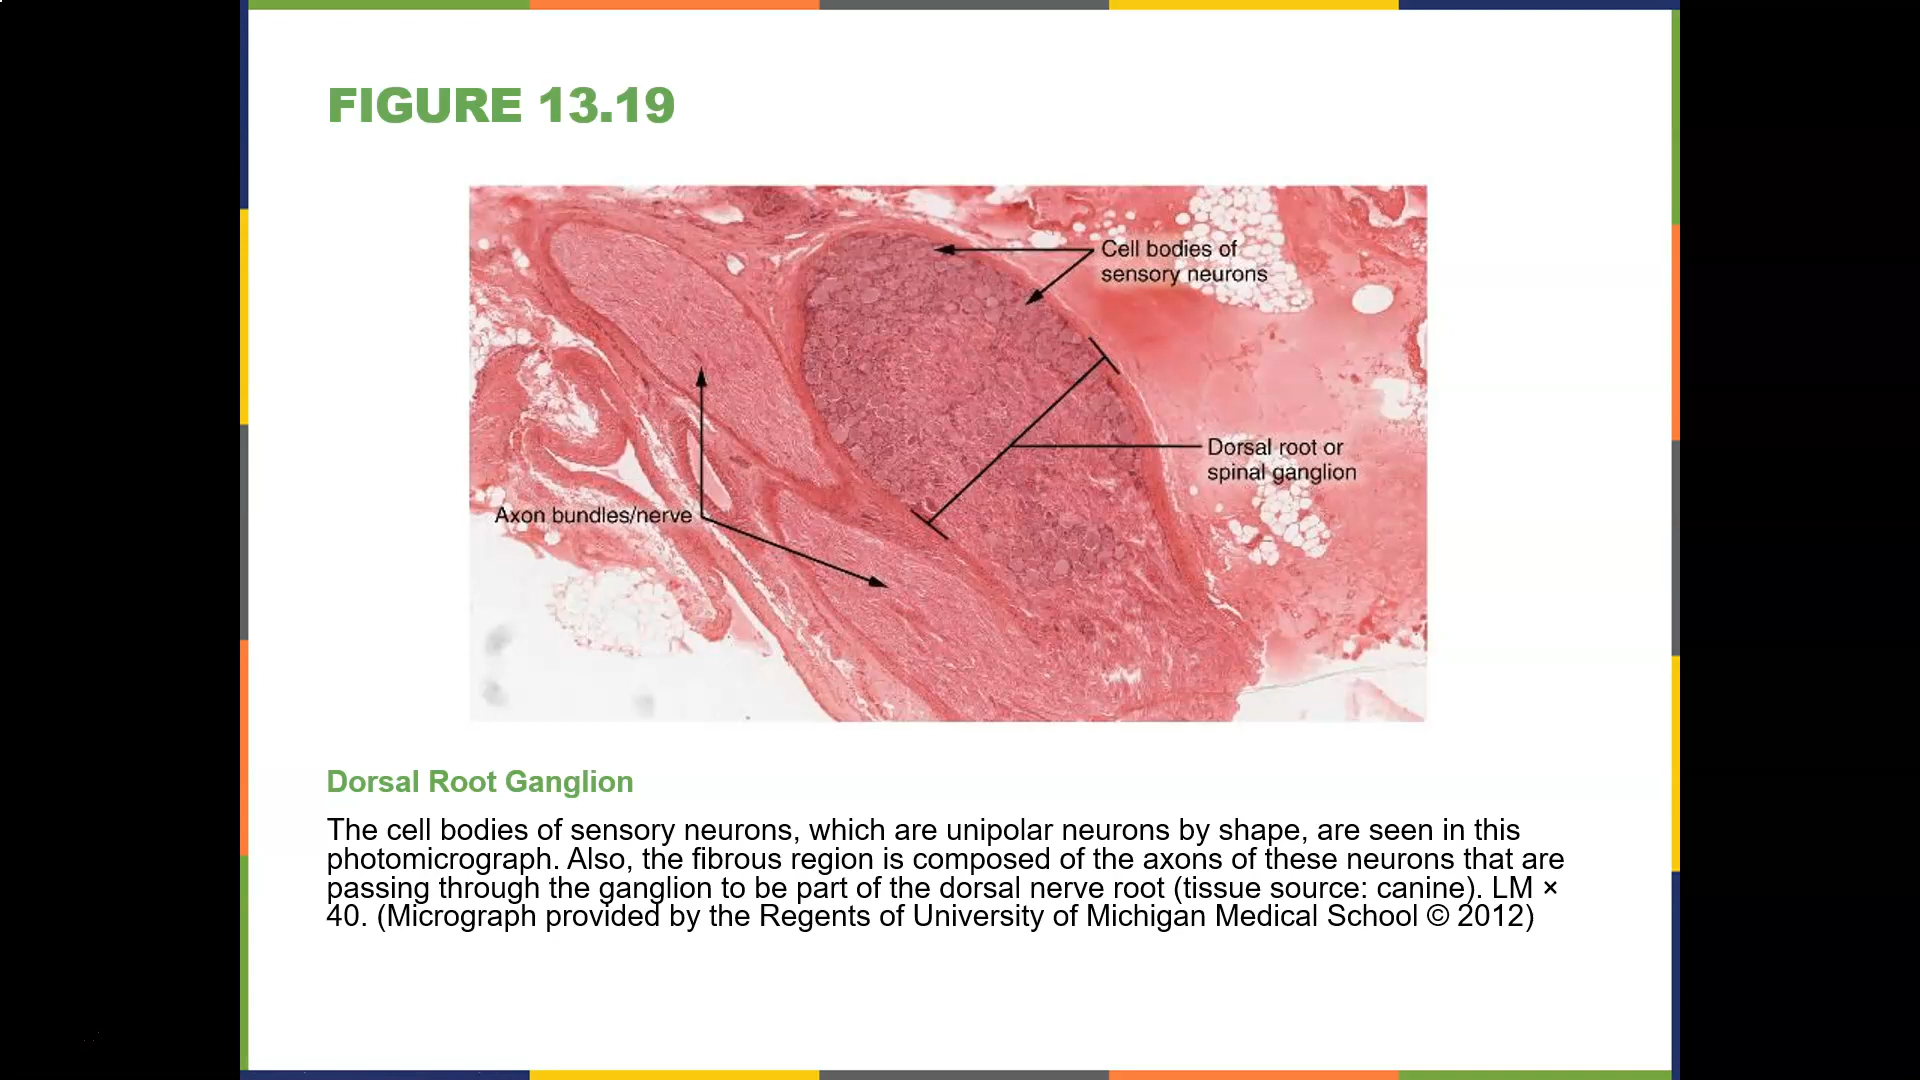 FIGURE 13.19
Cell bodies of
sensory neurons
Dorsal root or
spinal ganglion
Axon bundles/nerve
Dorsal Root Ganglion
The cell bodies of sensory neurons, which are unipolar neurons by shape, are seen in this
photomicrograph. Also, the fibrous region is composed of the axons of these neurons that are
passing through the ganglion to be part of the dorsal nerve root (tissue source: canine). LM ×
40. (Micrograph provided by the Regents of University of Michigan Medical School © 2012)